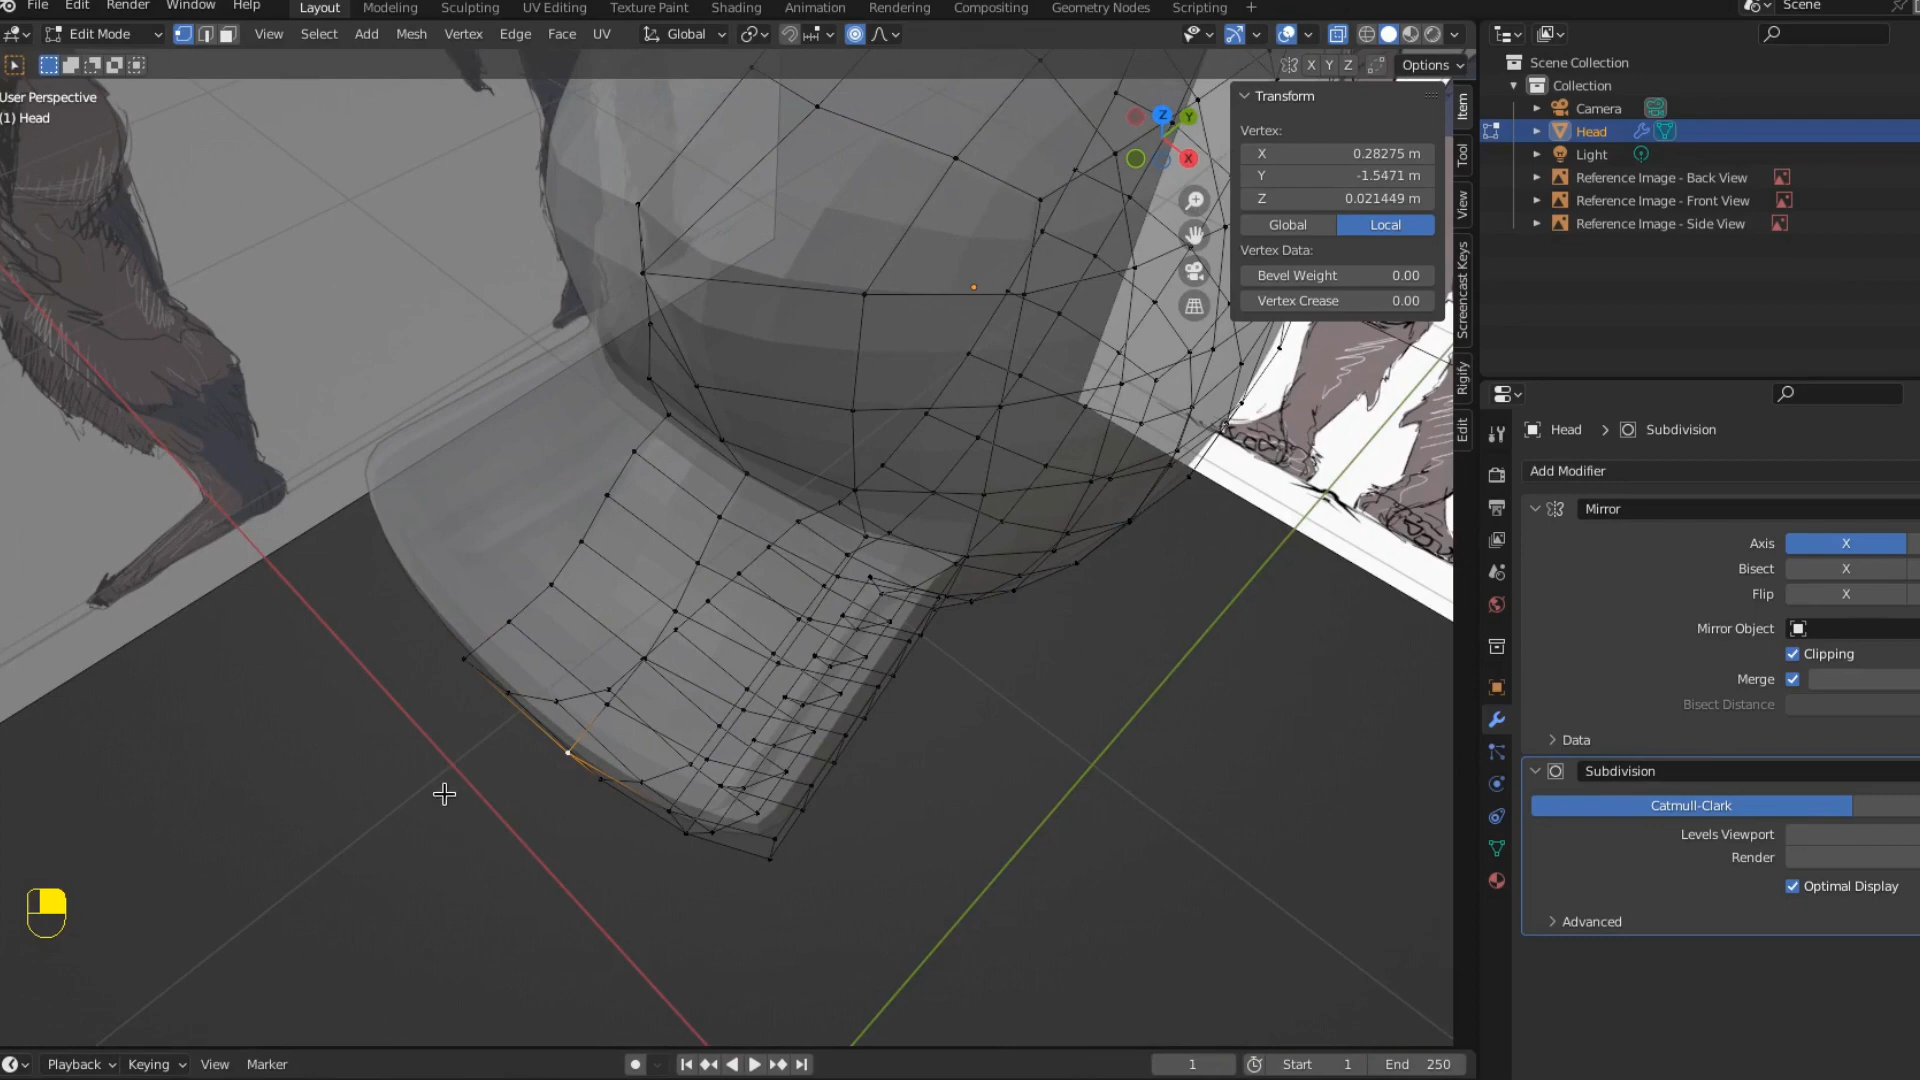 File Edit Render Window Help Layout Modeling Sculpting UV Editing Texture Paint Shading Animation Rendering Compositing Geometry Nodes Scripting + Scene
Edit Mode View Select Add Mesh Vertex Edge Face UV Global
X Y Z Options
User Perspective
(1) Head
Transform
Vertex:
X 0.28275 m
Y -1.5471 m
Z 0.021449 m
Global Local
Vertex Data:
Bevel Weight 0.00
Vertex Crease 0.00
Z Y X
Item
Tool
View
Screencast Keys
Rigify
Edit
Scene Collection
Collection
Camera
Head
Light
Reference Image - Back View
Reference Image - Front View
Reference Image - Side View
Head Subdivision
Add Modifier
Mirror
Axis X
Bisect X
Flip X
Mirror Object
Clipping
Merge
Bisect Distance
Data
Subdivision
Catmull-Clark
Levels Viewport
Render
Optimal Display
Advanced
Playback Keying View Marker 1 Start 1 End 250